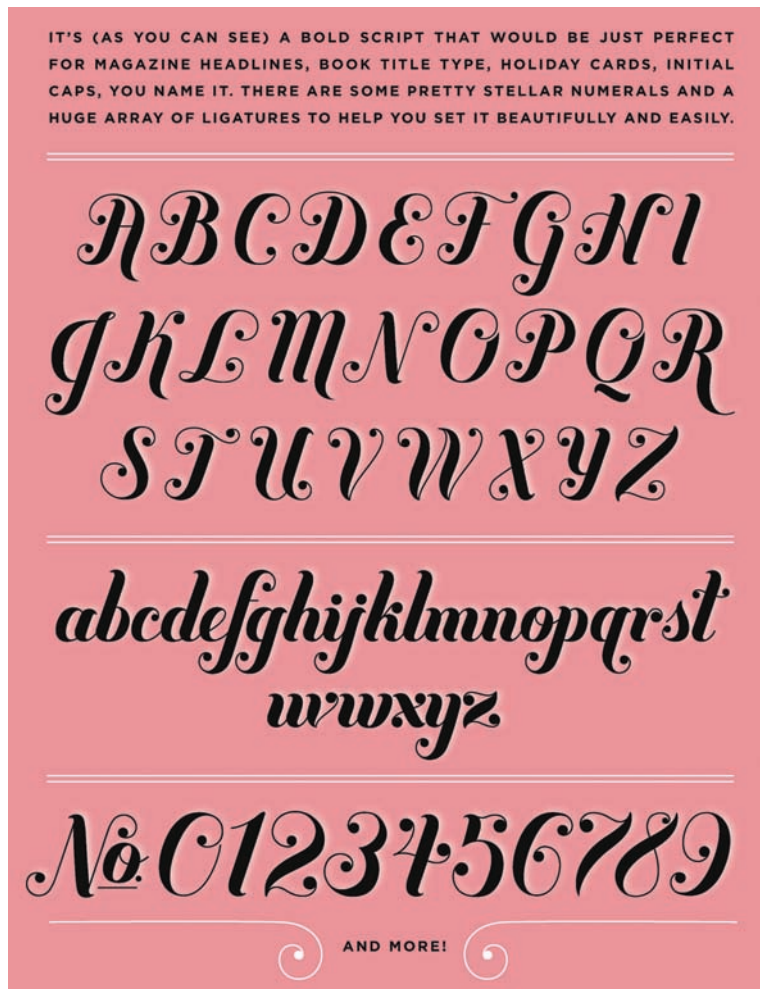 IT'S (AS YOU CAN SEE) A BOLD SCRIPT THAT WOULD BE JUST PERFECT
FOR MAGAZINE HEADLINES, BOOK TITLE TYPE, HOLIDAY CARDS, INITIAL
CAPS, YOU NAME IT. THERE ARE SOME PRETTY STELLAR NUMERALS AND A
HUGE ARRAY OF LIGATURES TO HELP YOU SET IT BEAUTIFULLY AND EASILY.
ABCDEFGHI
JKLMNOPQR
STUVWXYZ
abcdefghijklmnopqrst
uvwxyz
No. 0123456789
AND MORE!